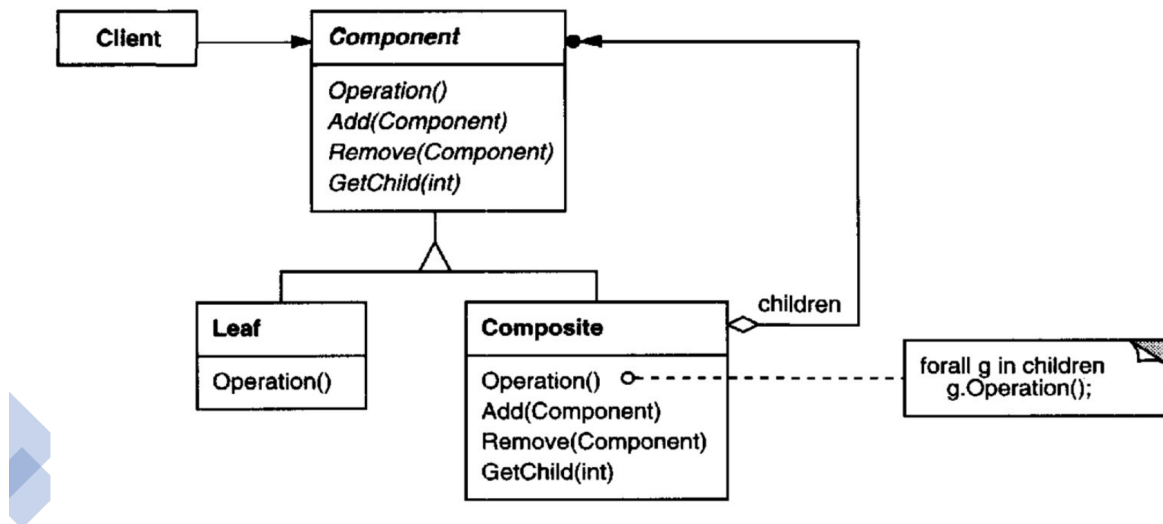 Client
Component
Operation()
Add(Component)
Remove(Component)
GetChild(int)
Leaf
Operation()
Composite
Operation()
Add(Component)
Remove(Component)
GetChild(int)
children
forall g in children
g.Operation();